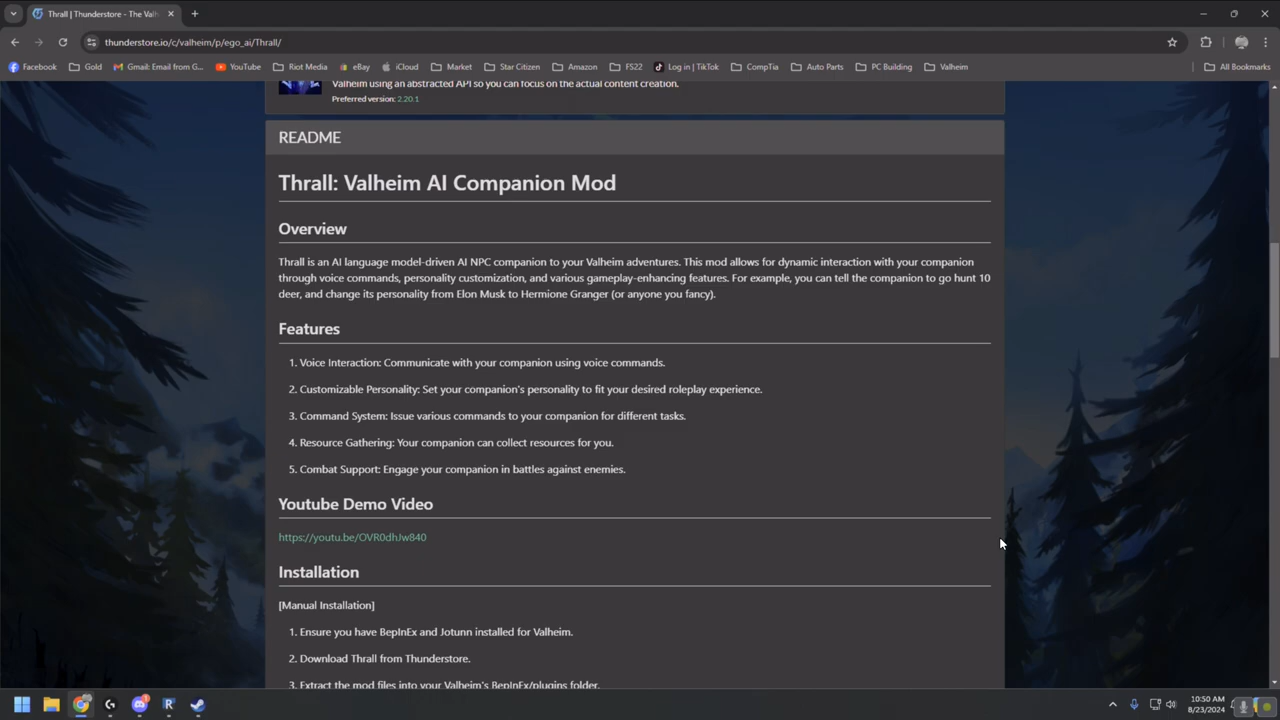 Thrall | Thunderstore - The Valh
thunderstore.io/c/valheim/p/ego_ai/Thrall/
Facebook
Gold
Gmail: Email from G...
YouTube
Riot Media
eBay
iCloud
Market
Star Citizen
Amazon
FS22
Log in | TikTok
CompTia
Auto Parts
PC Building
Valheim
All Bookmarks
Valheim using an abstracted API so you can focus on the actual content creation.
Preferred version: 2.20.1
README
Thrall: Valheim AI Companion Mod
Overview
Thrall is an AI language model-driven AI NPC companion to your Valheim adventures. This mod allows for dynamic interaction with your companion
through voice commands, personality customization, and various gameplay-enhancing features. For example, you can tell the companion to go hunt 10
deer, and change its personality from Elon Musk to Hermione Granger (or anyone you fancy).
Features
1. Voice Interaction: Communicate with your companion using voice commands.
2. Customizable Personality: Set your companion's personality to fit your desired roleplay experience.
3. Command System: Issue various commands to your companion for different tasks.
4. Resource Gathering: Your companion can collect resources for you.
5. Combat Support: Engage your companion in battles against enemies.
Youtube Demo Video
https://youtu.be/OVR0dhJw840
Installation
[Manual Installation]
1. Ensure you have BepInEx and Jotunn installed for Valheim.
2. Download Thrall from Thunderstore.
3. Extract the mod files into your Valheim's BepInEx/plugins folder.
10:50 AM
8/23/2024